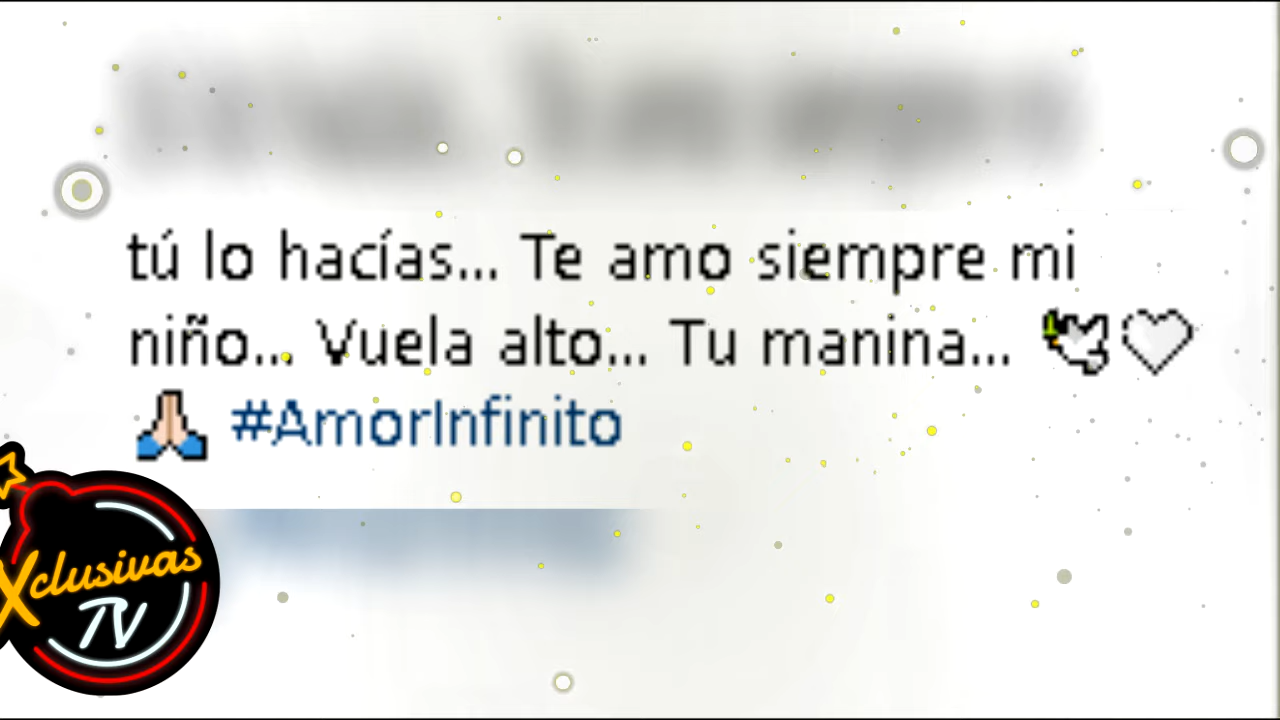 tú lo hacías... Te amo siempre mi
niño... Vuela alto... Tu manina... 🕊🤍
🙏🏻 #AmorInfinito
Xclusivas
TV